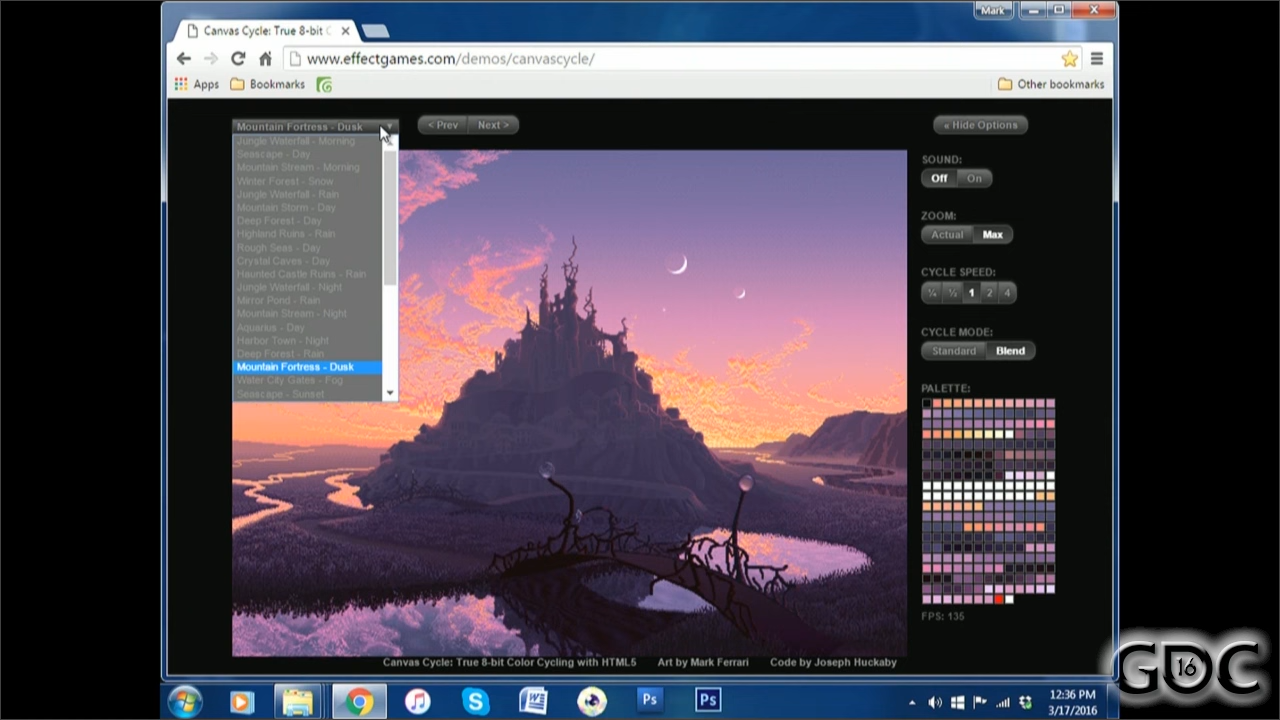 Mark
Canvas Cycle: True 8-bit C
www.effectgames.com/demos/canvascycle/
Apps Bookmarks Other bookmarks
Mountain Fortress - Dusk
< Prev Next >
« Hide Options
Jungle Waterfall - Morning
Seascape - Day
Mountain Stream - Morning
Winter Forest - Snow
Jungle Waterfall - Rain
Mountain Storm - Day
Deep Forest - Day
Highland Ruins - Rain
Rough Seas - Day
Crystal Caves - Day
Haunted Castle Ruins - Rain
Jungle Waterfall - Night
Mirror Pond - Rain
Mountain Stream - Night
Aquarius - Day
Harbor Town - Night
Deep Forest - Rain
Mountain Fortress - Dusk
Water City Gates - Fog
Seascape - Sunset
SOUND:
Off On
ZOOM:
Actual Max
CYCLE SPEED:
¼ ½ 1 2 4
CYCLE MODE:
Standard Blend
PALETTE:
FPS: 135
Canvas Cycle: True 8-bit Color Cycling with HTML5 Art by Mark Ferrari Code by Joseph Huckaby
GDC 16
Ps Ps
12:36 PM
3/17/2016